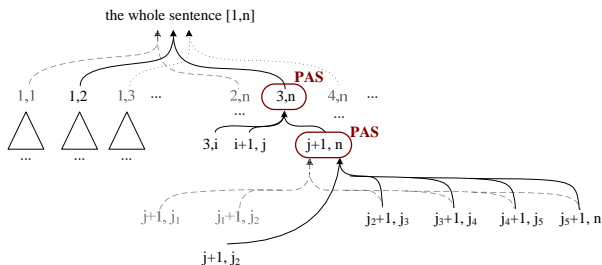 the whole sentence [1,n]
PAS
1,1 1,2 1,3 ... 2,n 3,n 4,n ...
... ...
PAS
3,i i+1, j j+1, n
... ... ...
j+1, j₁ j₁+1, j₂ j₂+1, j₃ j₃+1, j₄ j₄+1, j₅ j₅+1, n
j+1, j₂